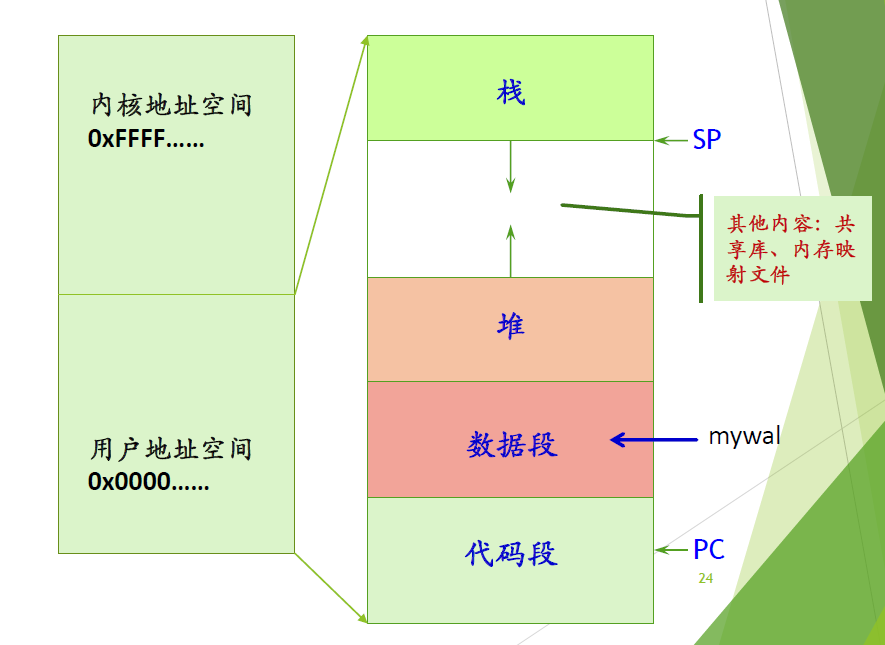 内核地址空间
0xFFFF……
用户地址空间
0x0000……
栈
SP
其他内容：共
享库、内存映
射文件
堆
数据段
mywal
代码段
PC
24